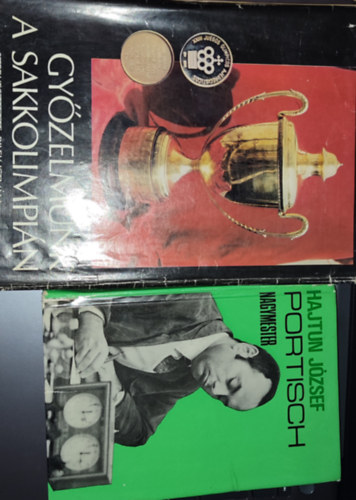 GYŐZELMÜNK
A SAKKOLIMPIÁN
HAJTUN JÓZSEF
PORTISCH
NAGYMESTER